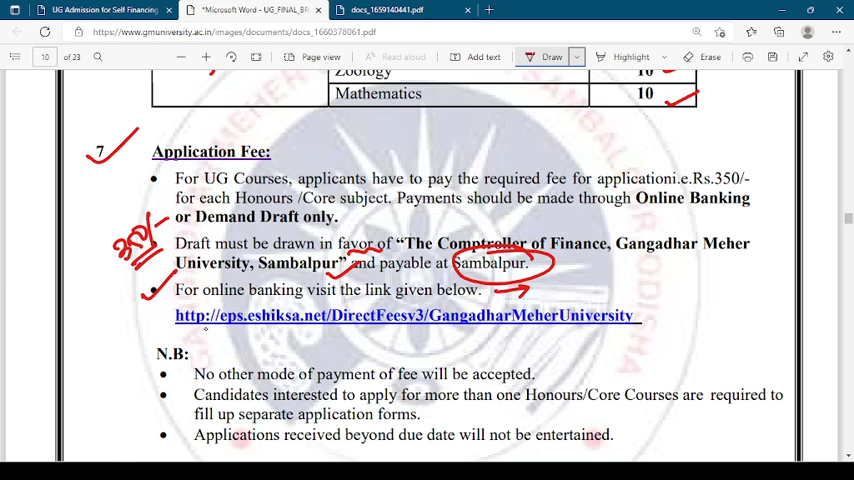 UG Admission for Self Financing
*Microsoft Word - UG_FINAL_BR
docs_1659140441.pdf
https://www.gmuniversity.ac.in/images/documents/docs_1660378061.pdf
10 of 23
Page view
Read aloud
Add text
Draw
Highlight
Erase
Zoology 10
Mathematics 10
7 Application Fee:
• For UG Courses, applicants have to pay the required fee for applicationi.e.Rs.350/-
for each Honours /Core subject. Payments should be made through Online Banking
or Demand Draft only.
350/-
• Draft must be drawn in favor of “The Comptroller of Finance, Gangadhar Meher
University, Sambalpur” and payable at Sambalpur.
• For online banking visit the link given below.
http://eps.eshiksa.net/DirectFeesv3/GangadharMeherUniversity
N.B:
• No other mode of payment of fee will be accepted.
• Candidates interested to apply for more than one Honours/Core Courses are required to
fill up separate application forms.
• Applications received beyond due date will not be entertained.